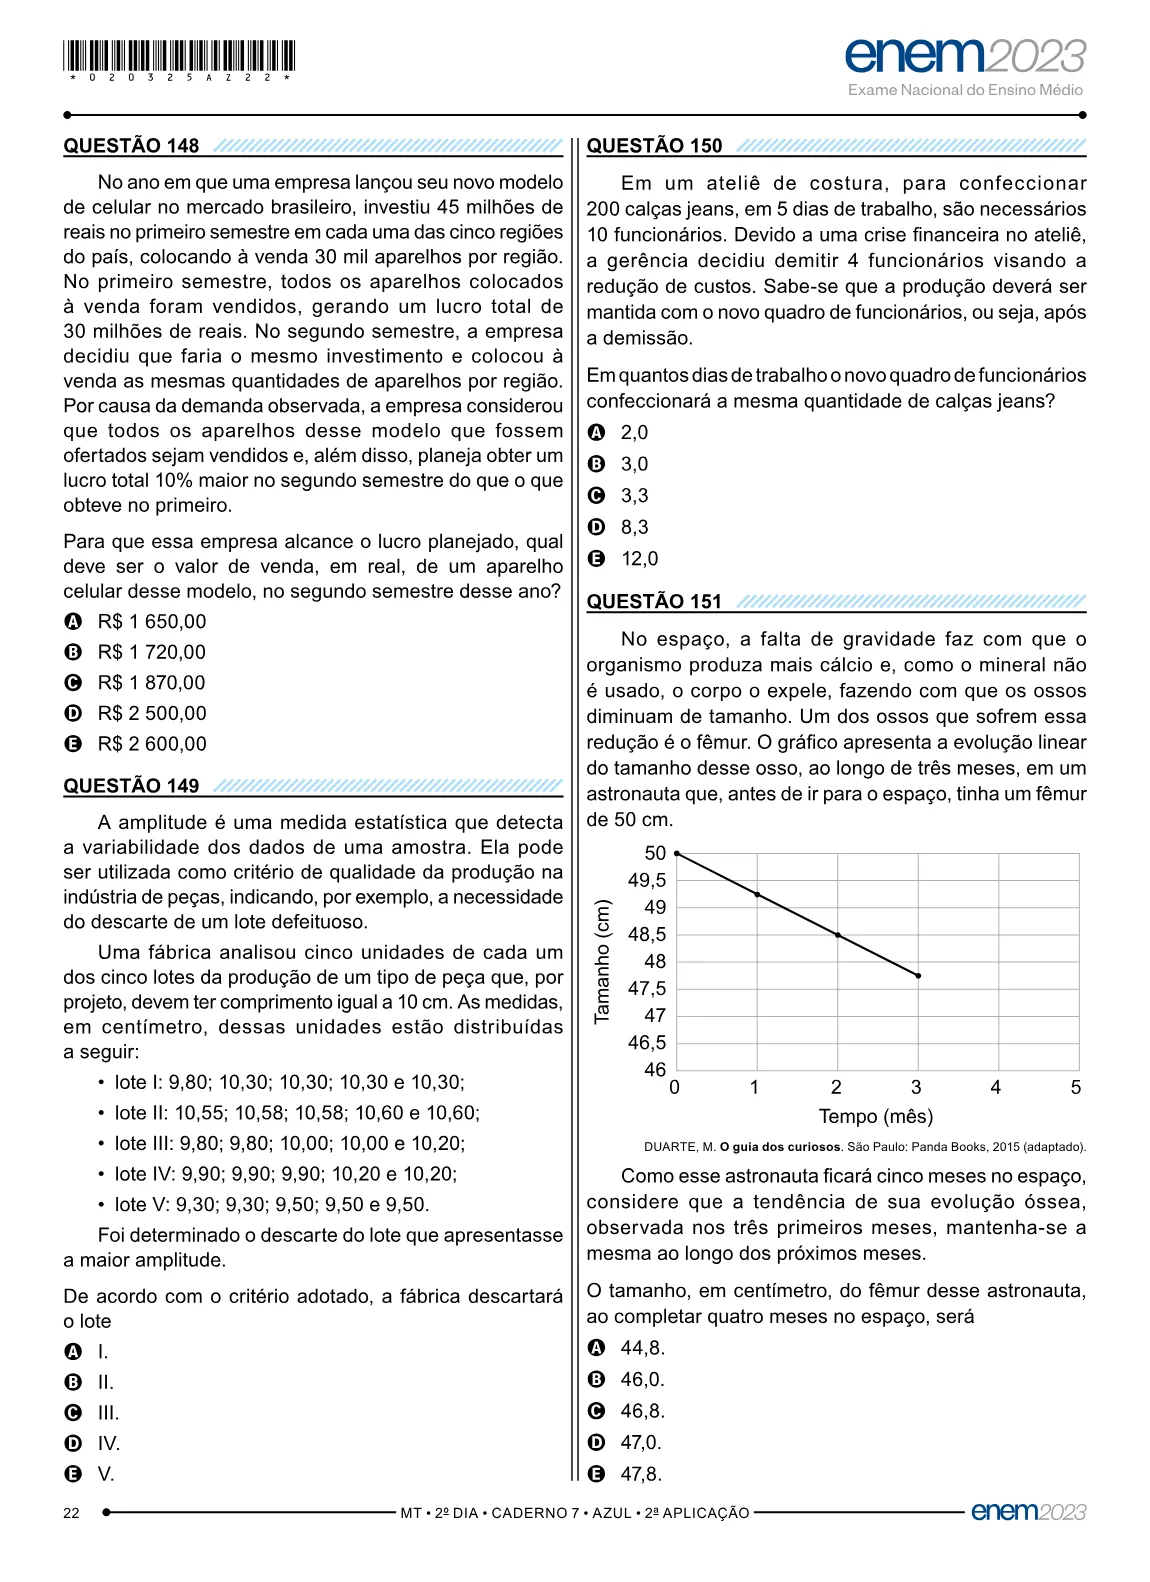 *020325AZ22*
enem2023
Exame Nacional do Ensino Médio
QUESTÃO 148
No ano em que uma empresa lançou seu novo modelo
de celular no mercado brasileiro, investiu 45 milhões de
reais no primeiro semestre em cada uma das cinco regiões
do país, colocando à venda 30 mil aparelhos por região.
No primeiro semestre, todos os aparelhos colocados
à venda foram vendidos, gerando um lucro total de
30 milhões de reais. No segundo semestre, a empresa
decidiu que faria o mesmo investimento e colocou à
venda as mesmas quantidades de aparelhos por região.
Por causa da demanda observada, a empresa considerou
que todos os aparelhos desse modelo que fossem
ofertados sejam vendidos e, além disso, planeja obter um
lucro total 10% maior no segundo semestre do que o que
obteve no primeiro.
Para que essa empresa alcance o lucro planejado, qual
deve ser o valor de venda, em real, de um aparelho
celular desse modelo, no segundo semestre desse ano?
A R$ 1 650,00
B R$ 1 720,00
C R$ 1 870,00
D R$ 2 500,00
E R$ 2 600,00
QUESTÃO 149
A amplitude é uma medida estatística que detecta
a variabilidade dos dados de uma amostra. Ela pode
ser utilizada como critério de qualidade da produção na
indústria de peças, indicando, por exemplo, a necessidade
do descarte de um lote defeituoso.
Uma fábrica analisou cinco unidades de cada um
dos cinco lotes da produção de um tipo de peça que, por
projeto, devem ter comprimento igual a 10 cm. As medidas,
em centímetro, dessas unidades estão distribuídas
a seguir:
• lote I: 9,80; 10,30; 10,30; 10,30 e 10,30;
• lote II: 10,55; 10,58; 10,58; 10,60 e 10,60;
• lote III: 9,80; 9,80; 10,00; 10,00 e 10,20;
• lote IV: 9,90; 9,90; 9,90; 10,20 e 10,20;
• lote V: 9,30; 9,30; 9,50; 9,50 e 9,50.
Foi determinado o descarte do lote que apresentasse
a maior amplitude.
De acordo com o critério adotado, a fábrica descartará
o lote
A I.
B II.
C III.
D IV.
E V.
QUESTÃO 150
Em um ateliê de costura, para confeccionar
200 calças jeans, em 5 dias de trabalho, são necessários
10 funcionários. Devido a uma crise financeira no ateliê,
a gerência decidiu demitir 4 funcionários visando a
redução de custos. Sabe-se que a produção deverá ser
mantida com o novo quadro de funcionários, ou seja, após
a demissão.
Em quantos dias de trabalho o novo quadro de funcionários
confeccionará a mesma quantidade de calças jeans?
A 2,0
B 3,0
C 3,3
D 8,3
E 12,0
QUESTÃO 151
No espaço, a falta de gravidade faz com que o
organismo produza mais cálcio e, como o mineral não
é usado, o corpo o expele, fazendo com que os ossos
diminuam de tamanho. Um dos ossos que sofrem essa
redução é o fêmur. O gráfico apresenta a evolução linear
do tamanho desse osso, ao longo de três meses, em um
astronauta que, antes de ir para o espaço, tinha um fêmur
de 50 cm.
Tamanho (cm)
50
49,5
49
48,5
48
47,5
47
46,5
46
0 1 2 3 4 5
Tempo (mês)
DUARTE, M. O guia dos curiosos. São Paulo: Panda Books, 2015 (adaptado).
Como esse astronauta ficará cinco meses no espaço,
considere que a tendência de sua evolução óssea,
observada nos três primeiros meses, mantenha-se a
mesma ao longo dos próximos meses.
O tamanho, em centímetro, do fêmur desse astronauta,
ao completar quatro meses no espaço, será
A 44,8.
B 46,0.
C 46,8.
D 47,0.
E 47,8.
22
MT • 2º DIA • CADERNO 7 • AZUL • 2ª APLICAÇÃO
enem2023